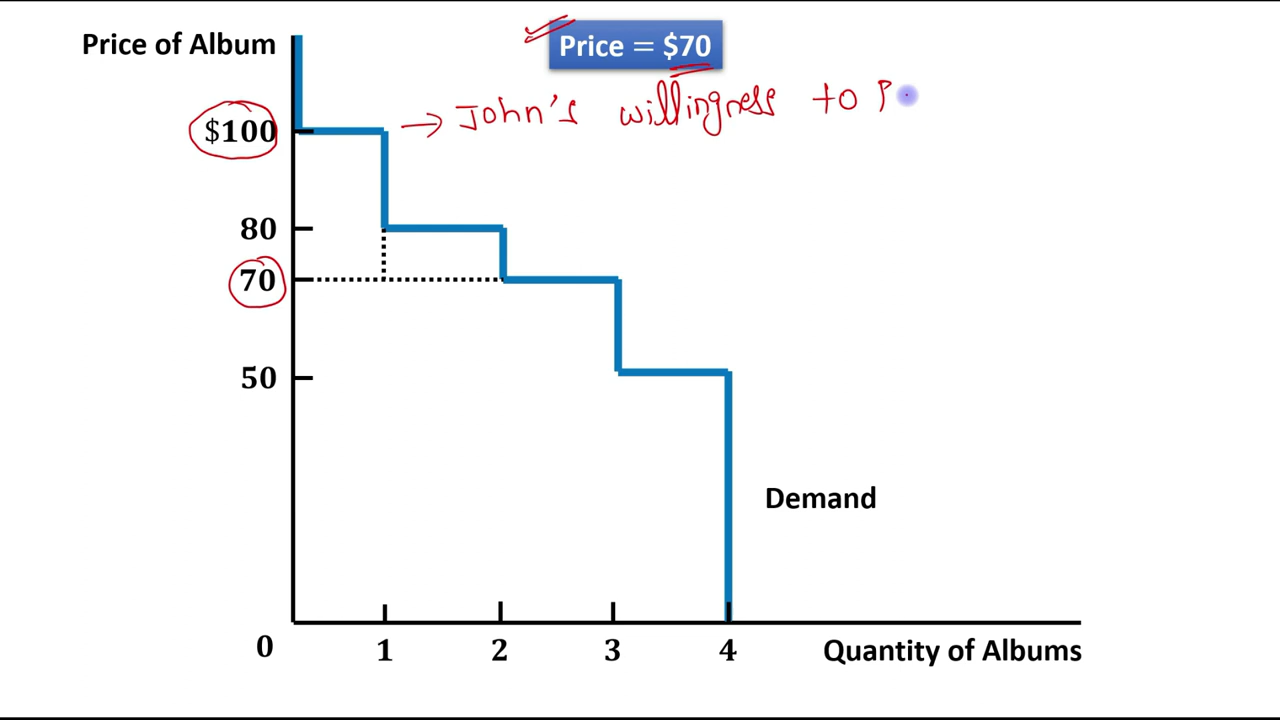 Price of Album
Price = $70
$100
→ John's willingness to P
80
70
50
Demand
0
1
2
3
4
Quantity of Albums